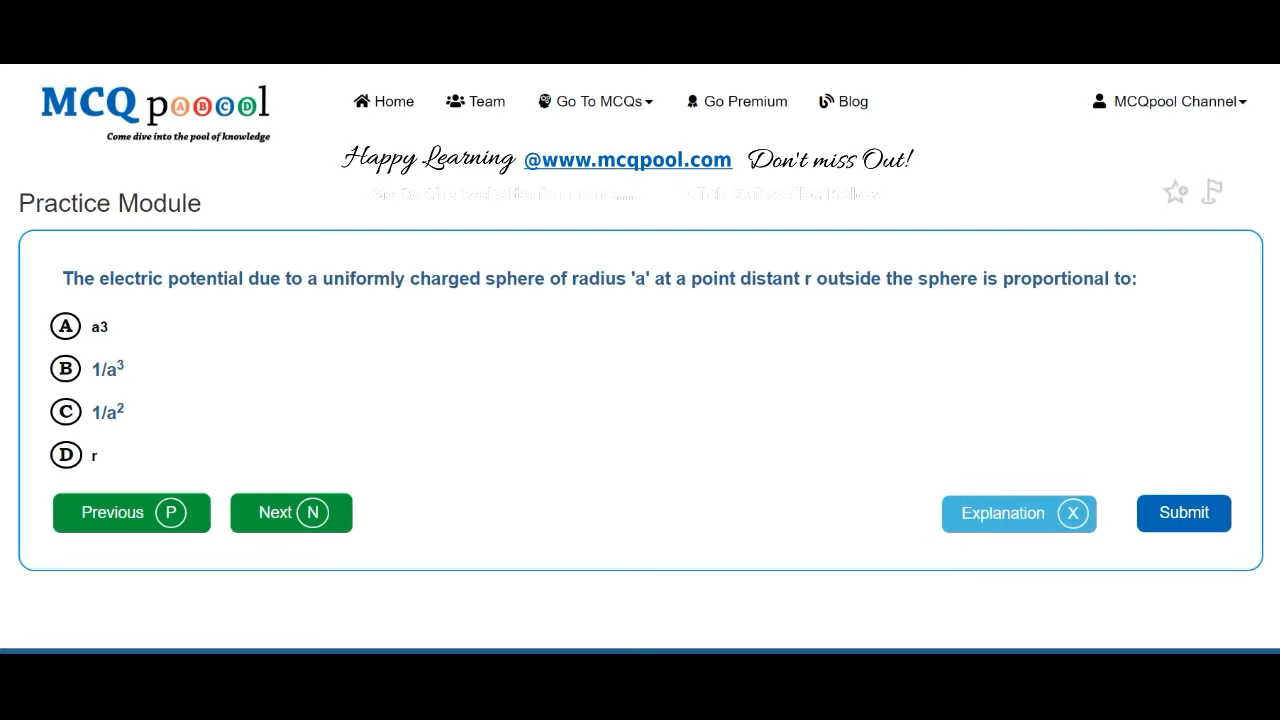 MCQ pool
ABCD
Come dive into the pool of knowledge
Home Team Go To MCQs Go Premium Blog MCQpool Channel
Happy Learning @www.mcqpool.com Don't miss Out!
Practice Module
The electric potential due to a uniformly charged sphere of radius 'a' at a point distant r outside the sphere is proportional to:
A a3
B 1/a³
C 1/a²
D r
Previous P Next N Explanation X Submit